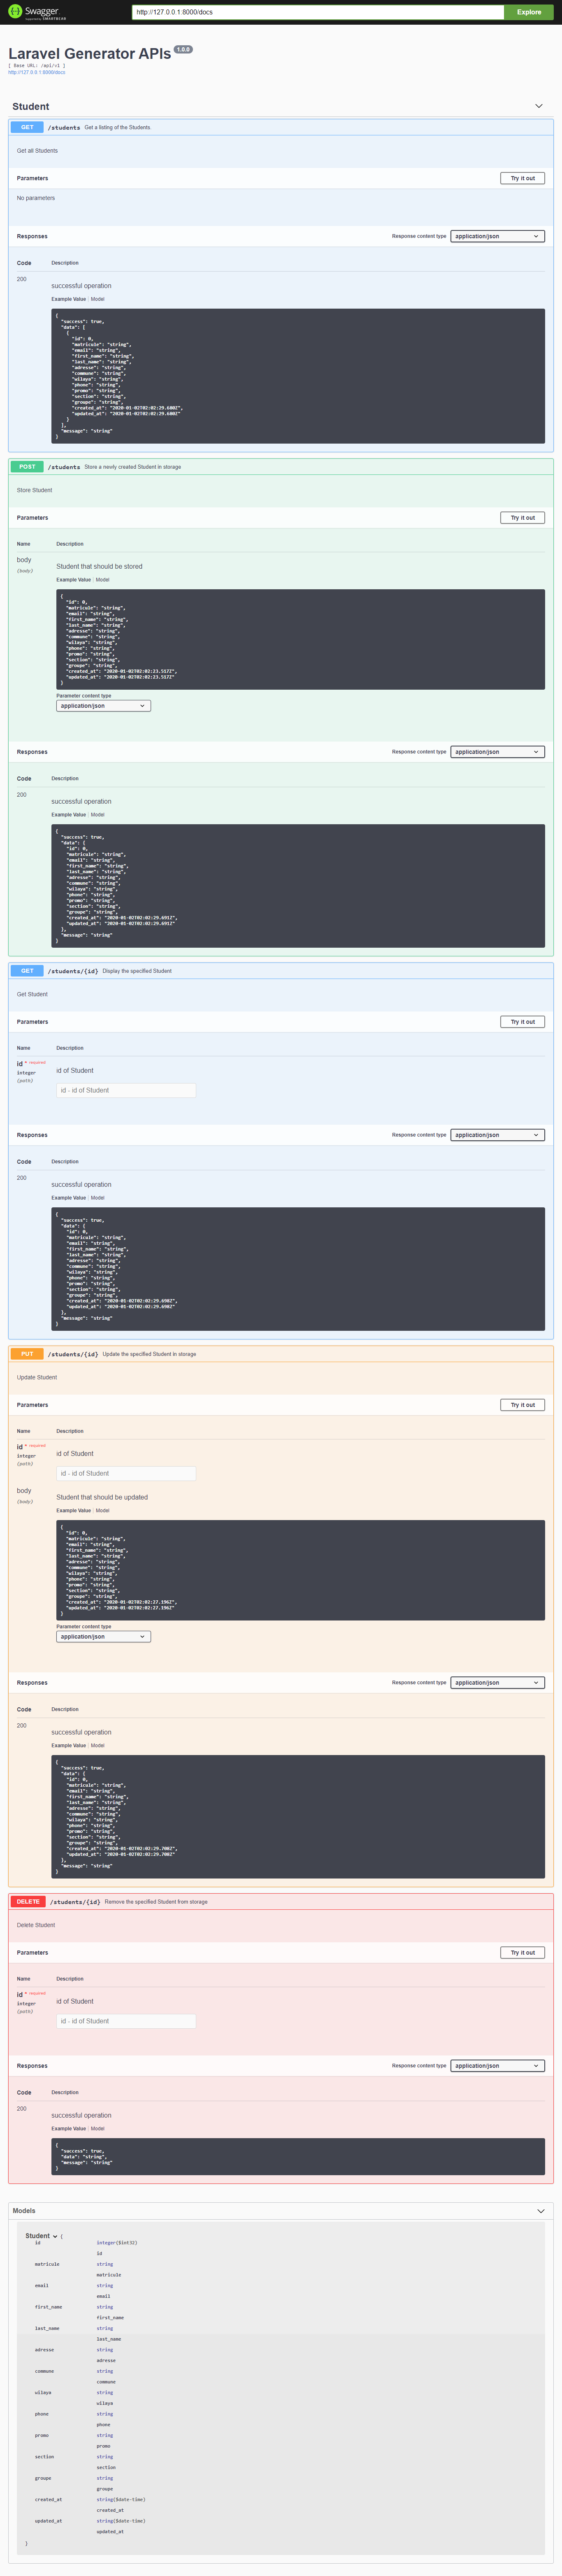 Swagger
Supported by SMARTBEAR
http://127.0.0.1:8000/docs
Explore
Laravel Generator APIs 1.0.0
[ Base URL: /api/v1 ]
http://127.0.0.1:8000/docs
Student
GET /students Get a listing of the Students.
Get all Students
Parameters Try it out
No parameters
Responses Response content type application/json
Code Description
200
successful operation
Example Value Model
{
"success": true,
"data": [
{
"id": 0,
"matricule": "string",
"email": "string",
"first_name": "string",
"last_name": "string",
"adresse": "string",
"commune": "string",
"wilaya": "string",
"phone": "string",
"promo": "string",
"section": "string",
"groupe": "string",
"created_at": "2020-01-02T02:02:29.680Z",
"updated_at": "2020-01-02T02:02:29.680Z"
}
],
"message": "string"
}
POST /students Store a newly created Student in storage
Store Student
Parameters Try it out
Name Description
body
(body)
Student that should be stored
Example Value Model
{
"id": 0,
"matricule": "string",
"email": "string",
"first_name": "string",
"last_name": "string",
"adresse": "string",
"commune": "string",
"wilaya": "string",
"phone": "string",
"promo": "string",
"section": "string",
"groupe": "string",
"created_at": "2020-01-02T02:02:23.517Z",
"updated_at": "2020-01-02T02:02:23.517Z"
}
Parameter content type
application/json
Responses Response content type application/json
Code Description
200
successful operation
Example Value Model
{
"success": true,
"data": {
"id": 0,
"matricule": "string",
"email": "string",
"first_name": "string",
"last_name": "string",
"adresse": "string",
"commune": "string",
"wilaya": "string",
"phone": "string",
"promo": "string",
"section": "string",
"groupe": "string",
"created_at": "2020-01-02T02:02:29.691Z",
"updated_at": "2020-01-02T02:02:29.691Z"
},
"message": "string"
}
GET /students/{id} Display the specified Student
Get Student
Parameters Try it out
Name Description
id * required
integer
(path)
id of Student
id - id of Student
Responses Response content type application/json
Code Description
200
successful operation
Example Value Model
{
"success": true,
"data": {
"id": 0,
"matricule": "string",
"email": "string",
"first_name": "string",
"last_name": "string",
"adresse": "string",
"commune": "string",
"wilaya": "string",
"phone": "string",
"promo": "string",
"section": "string",
"groupe": "string",
"created_at": "2020-01-02T02:02:29.698Z",
"updated_at": "2020-01-02T02:02:29.698Z"
},
"message": "string"
}
PUT /students/{id} Update the specified Student in storage
Update Student
Parameters Try it out
Name Description
id * required
integer
(path)
id of Student
id - id of Student
body
(body)
Student that should be updated
Example Value Model
{
"id": 0,
"matricule": "string",
"email": "string",
"first_name": "string",
"last_name": "string",
"adresse": "string",
"commune": "string",
"wilaya": "string",
"phone": "string",
"promo": "string",
"section": "string",
"groupe": "string",
"created_at": "2020-01-02T02:02:27.196Z",
"updated_at": "2020-01-02T02:02:27.196Z"
}
Parameter content type
application/json
Responses Response content type application/json
Code Description
200
successful operation
Example Value Model
{
"success": true,
"data": {
"id": 0,
"matricule": "string",
"email": "string",
"first_name": "string",
"last_name": "string",
"adresse": "string",
"commune": "string",
"wilaya": "string",
"phone": "string",
"promo": "string",
"section": "string",
"groupe": "string",
"created_at": "2020-01-02T02:02:29.708Z",
"updated_at": "2020-01-02T02:02:29.708Z"
},
"message": "string"
}
DELETE /students/{id} Remove the specified Student from storage
Delete Student
Parameters Try it out
Name Description
id * required
integer
(path)
id of Student
id - id of Student
Responses Response content type application/json
Code Description
200
successful operation
Example Value Model
{
"success": true,
"data": "string",
"message": "string"
}
Models
Student {
id integer($int32)
id
matricule string
matricule
email string
email
first_name string
first_name
last_name string
last_name
adresse string
adresse
commune string
commune
wilaya string
wilaya
phone string
phone
promo string
promo
section string
section
groupe string
groupe
created_at string($date-time)
created_at
updated_at string($date-time)
updated_at
}